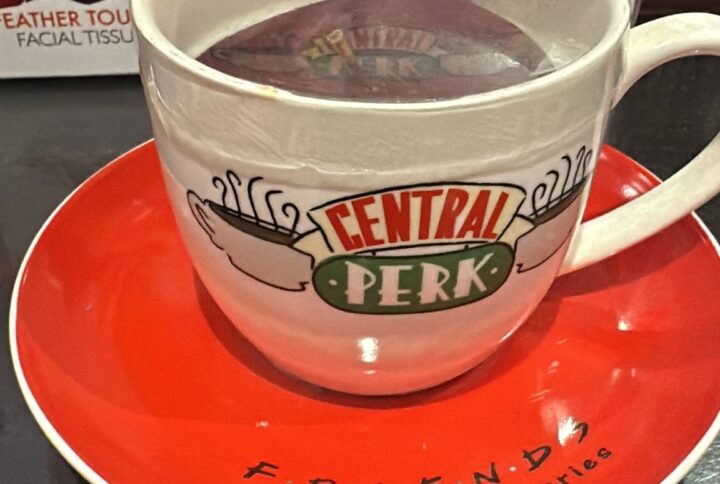 FEATHER TOU
FACIAL TISSU
CENTRAL
PERK
CENTRAL
·PERK·
F·R·I·E·N·D·S